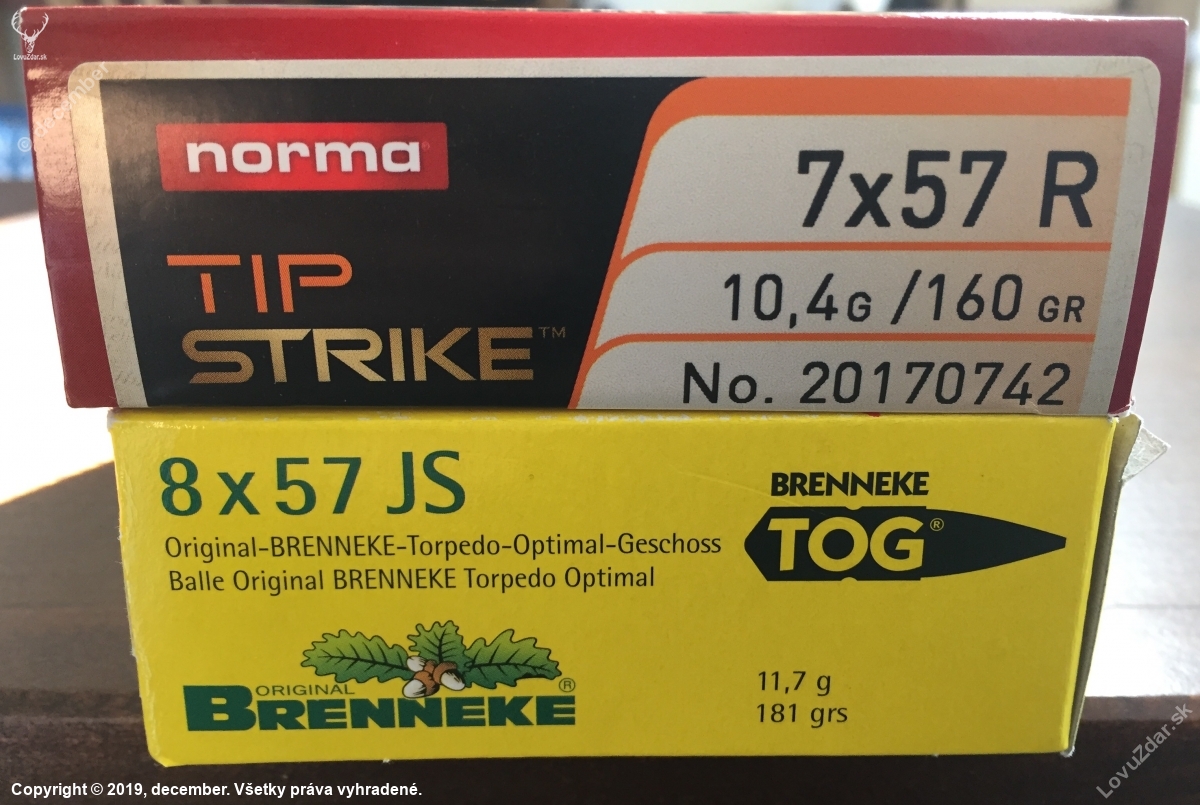 LovuZdar.sk
© december
norma
TIP
STRIKE™
7x57 R
10,4G /160 GR
No. 20170742
8 x 57 JS
Original-BRENNEKE-Torpedo-Optimal-Geschoss
Balle Original BRENNEKE Torpedo Optimal
BRENNEKE
TOG®
ORIGINAL
BRENNEKE®
11,7 g
181 grs
LovuZdar.sk
Copyright © 2019, december. Všetky práva vyhradené.